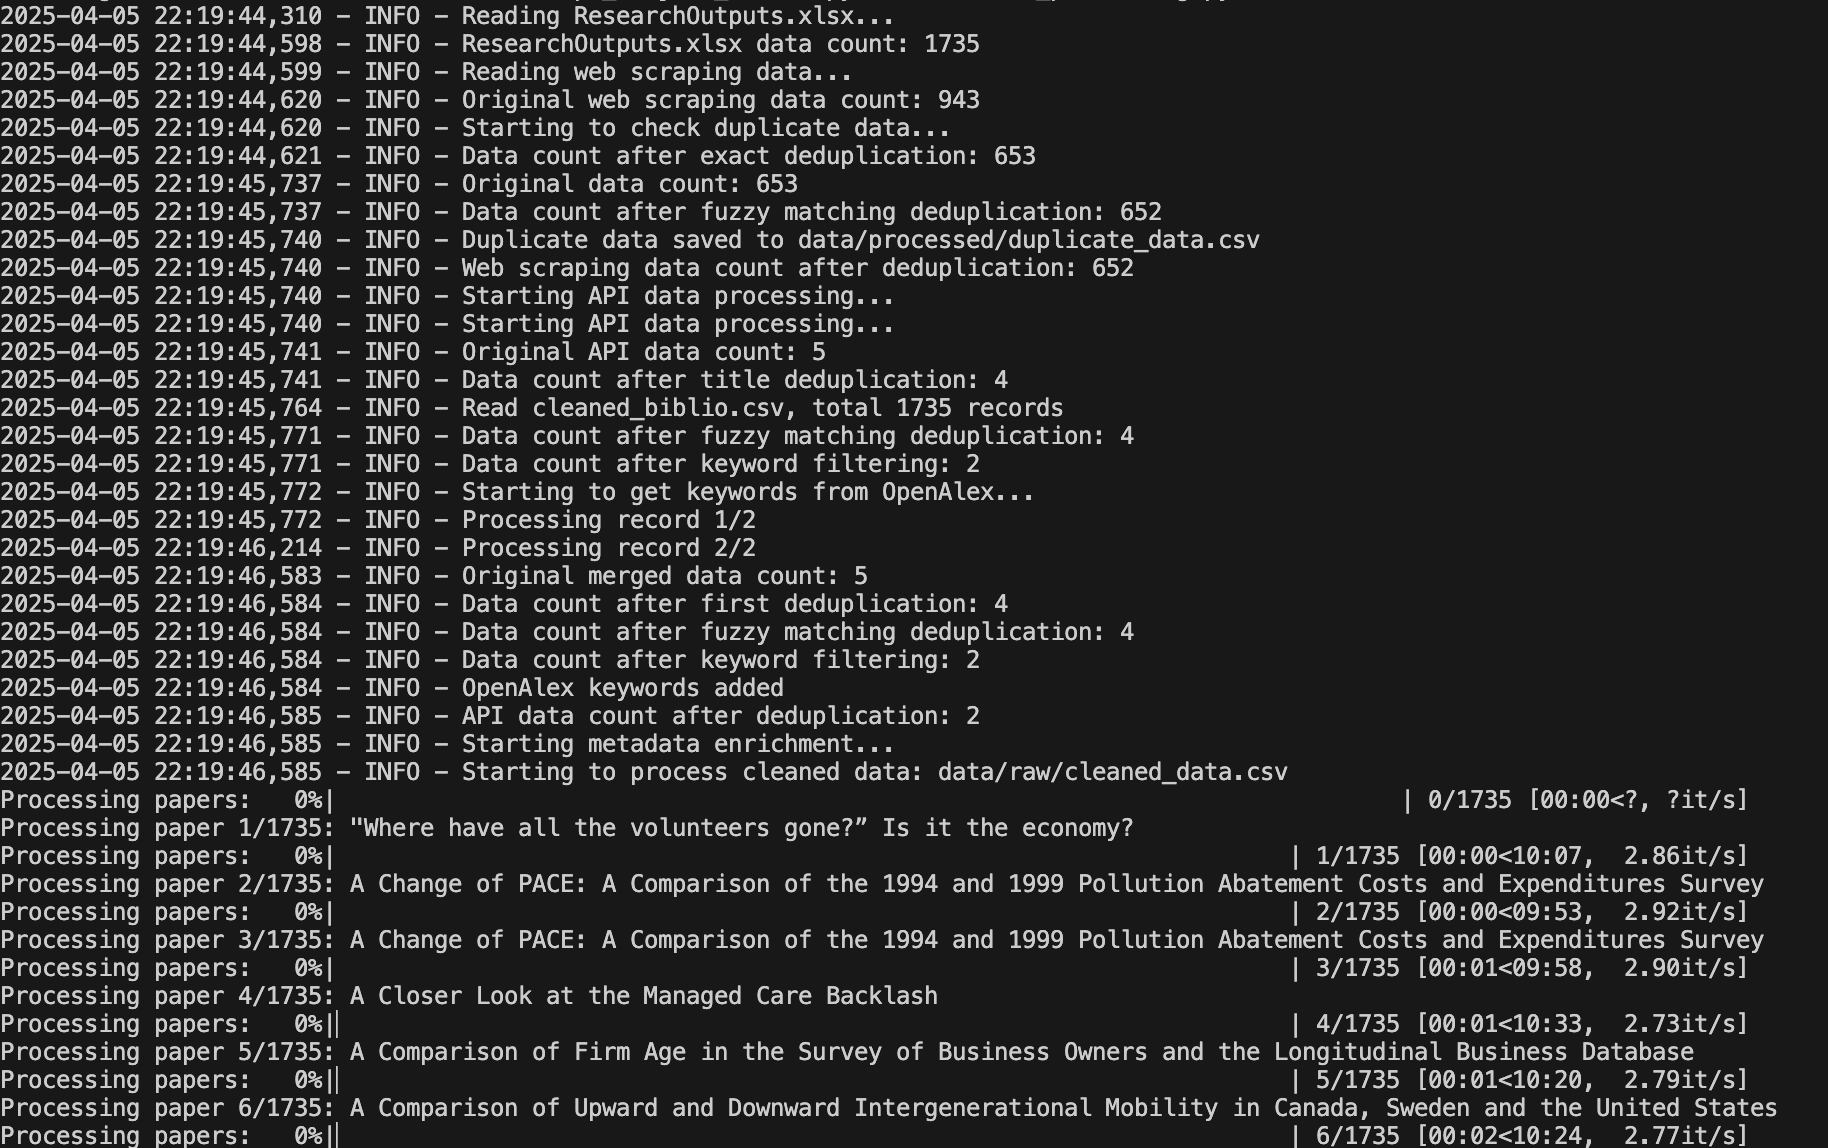 2025-04-05 22:19:44,310 - INFO - Reading ResearchOutputs.xlsx...
2025-04-05 22:19:44,598 - INFO - ResearchOutputs.xlsx data count: 1735
2025-04-05 22:19:44,599 - INFO - Reading web scraping data...
2025-04-05 22:19:44,620 - INFO - Original web scraping data count: 943
2025-04-05 22:19:44,620 - INFO - Starting to check duplicate data...
2025-04-05 22:19:44,621 - INFO - Data count after exact deduplication: 653
2025-04-05 22:19:45,737 - INFO - Original data count: 653
2025-04-05 22:19:45,737 - INFO - Data count after fuzzy matching deduplication: 652
2025-04-05 22:19:45,740 - INFO - Duplicate data saved to data/processed/duplicate_data.csv
2025-04-05 22:19:45,740 - INFO - Web scraping data count after deduplication: 652
2025-04-05 22:19:45,740 - INFO - Starting API data processing...
2025-04-05 22:19:45,740 - INFO - Starting API data processing...
2025-04-05 22:19:45,741 - INFO - Original API data count: 5
2025-04-05 22:19:45,741 - INFO - Data count after title deduplication: 4
2025-04-05 22:19:45,764 - INFO - Read cleaned_biblio.csv, total 1735 records
2025-04-05 22:19:45,771 - INFO - Data count after fuzzy matching deduplication: 4
2025-04-05 22:19:45,771 - INFO - Data count after keyword filtering: 2
2025-04-05 22:19:45,772 - INFO - Starting to get keywords from OpenAlex...
2025-04-05 22:19:45,772 - INFO - Processing record 1/2
2025-04-05 22:19:46,214 - INFO - Processing record 2/2
2025-04-05 22:19:46,583 - INFO - Original merged data count: 5
2025-04-05 22:19:46,584 - INFO - Data count after first deduplication: 4
2025-04-05 22:19:46,584 - INFO - Data count after fuzzy matching deduplication: 4
2025-04-05 22:19:46,584 - INFO - Data count after keyword filtering: 2
2025-04-05 22:19:46,584 - INFO - OpenAlex keywords added
2025-04-05 22:19:46,585 - INFO - API data count after deduplication: 2
2025-04-05 22:19:46,585 - INFO - Starting metadata enrichment...
2025-04-05 22:19:46,585 - INFO - Starting to process cleaned data: data/raw/cleaned_data.csv
Processing papers:   0%| | 0/1735 [00:00<?, ?it/s]
Processing paper 1/1735: "Where have all the volunteers gone?” Is it the economy?
Processing papers:   0%| | 1/1735 [00:00<10:07,  2.86it/s]
Processing paper 2/1735: A Change of PACE: A Comparison of the 1994 and 1999 Pollution Abatement Costs and Expenditures Survey
Processing papers:   0%| | 2/1735 [00:00<09:53,  2.92it/s]
Processing paper 3/1735: A Change of PACE: A Comparison of the 1994 and 1999 Pollution Abatement Costs and Expenditures Survey
Processing papers:   0%| | 3/1735 [00:01<09:58,  2.90it/s]
Processing paper 4/1735: A Closer Look at the Managed Care Backlash
Processing papers:   0%|▏ | 4/1735 [00:01<10:33,  2.73it/s]
Processing paper 5/1735: A Comparison of Firm Age in the Survey of Business Owners and the Longitudinal Business Database
Processing papers:   0%|▏ | 5/1735 [00:01<10:20,  2.79it/s]
Processing paper 6/1735: A Comparison of Upward and Downward Intergenerational Mobility in Canada, Sweden and the United States
Processing papers:   0%|▏ | 6/1735 [00:02<10:24,  2.77it/s]